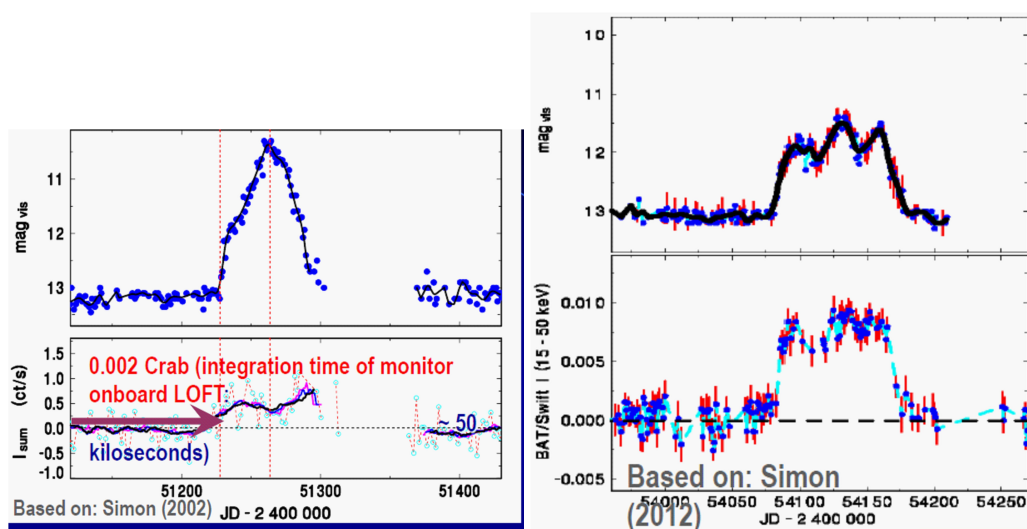 11
12
13
mag vis
1.5
1.0
0.5
0.0
-0.5
-1.0
I sum (ct/s)
0.002 Crab (integration time of monitor
onboard LOFT:
~ 50
kiloseconds)
51200
51300
51400
Based on: Simon (2002)
JD - 2 400 000
10
11
12
13
mag vis
0.010
0.005
0.000
-0.005
BAT/Swift I (15 - 50 keV)
54000
54050
54100
54150
54200
54250
Based on: Simon
(2012)
JD - 2 400 000